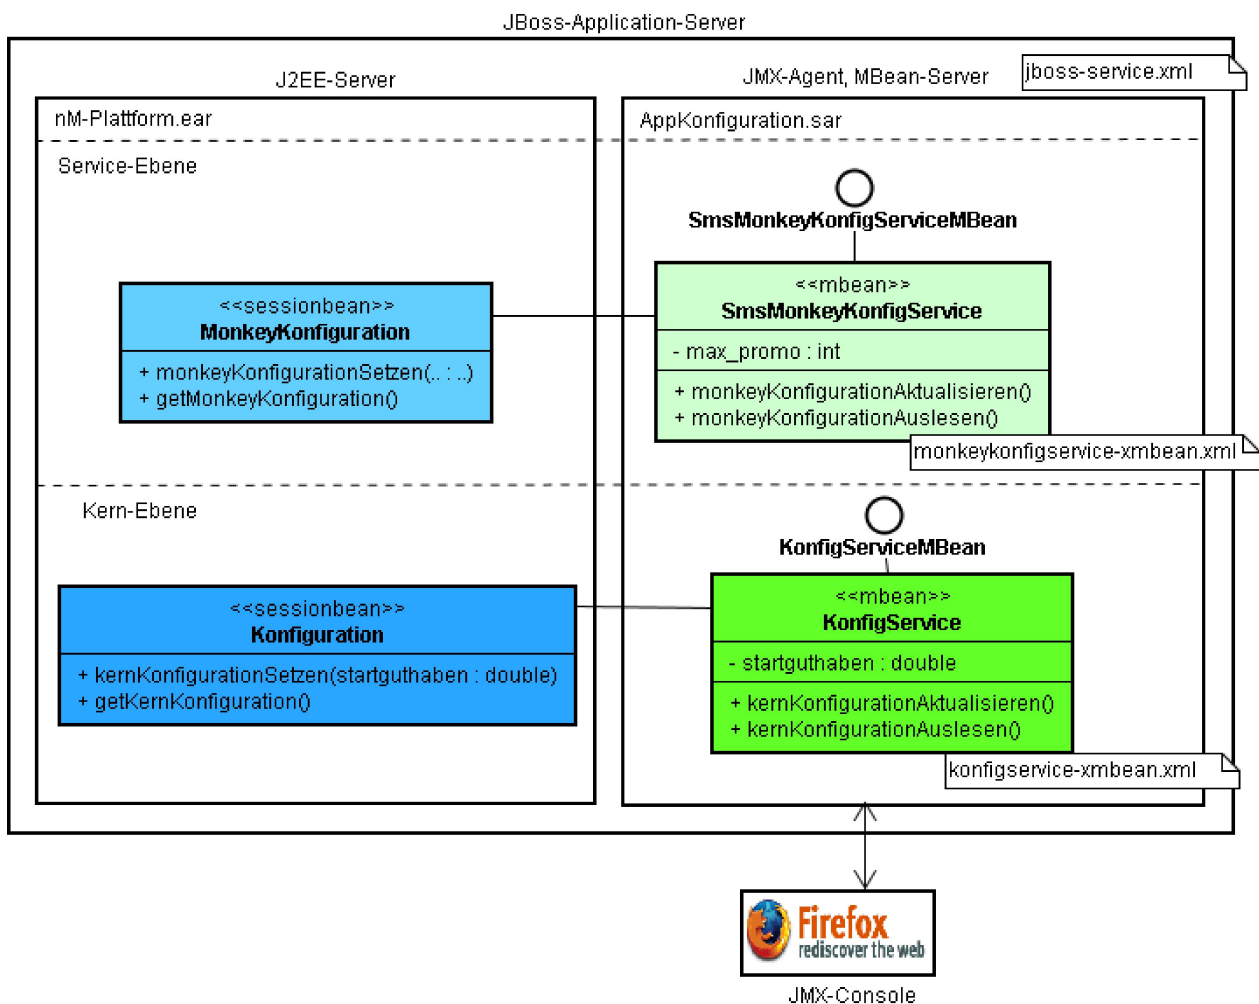 JBoss-Application-Server
J2EE-Server
JMX-Agent, MBean-Server
jboss-service.xml
nM-Plattform.ear
AppKonfiguration.sar
Service-Ebene
SmsMonkeyKonfigServiceMBean
<<sessionbean>>
MonkeyKonfiguration
+ monkeyKonfigurationSetzen(.. : ..)
+ getMonkeyKonfiguration()
<<mbean>>
SmsMonkeyKonfigService
- max_promo : int
+ monkeyKonfigurationAktualisieren()
+ monkeyKonfigurationAuslesen()
monkeykonfigservice-xmbean.xml
Kern-Ebene
KonfigServiceMBean
<<sessionbean>>
Konfiguration
+ kernKonfigurationSetzen(startguthaben : double)
+ getKernKonfiguration()
<<mbean>>
KonfigService
- startguthaben : double
+ kernKonfigurationAktualisieren()
+ kernKonfigurationAuslesen()
konfigservice-xmbean.xml
Firefox
rediscover the web
JMX-Console